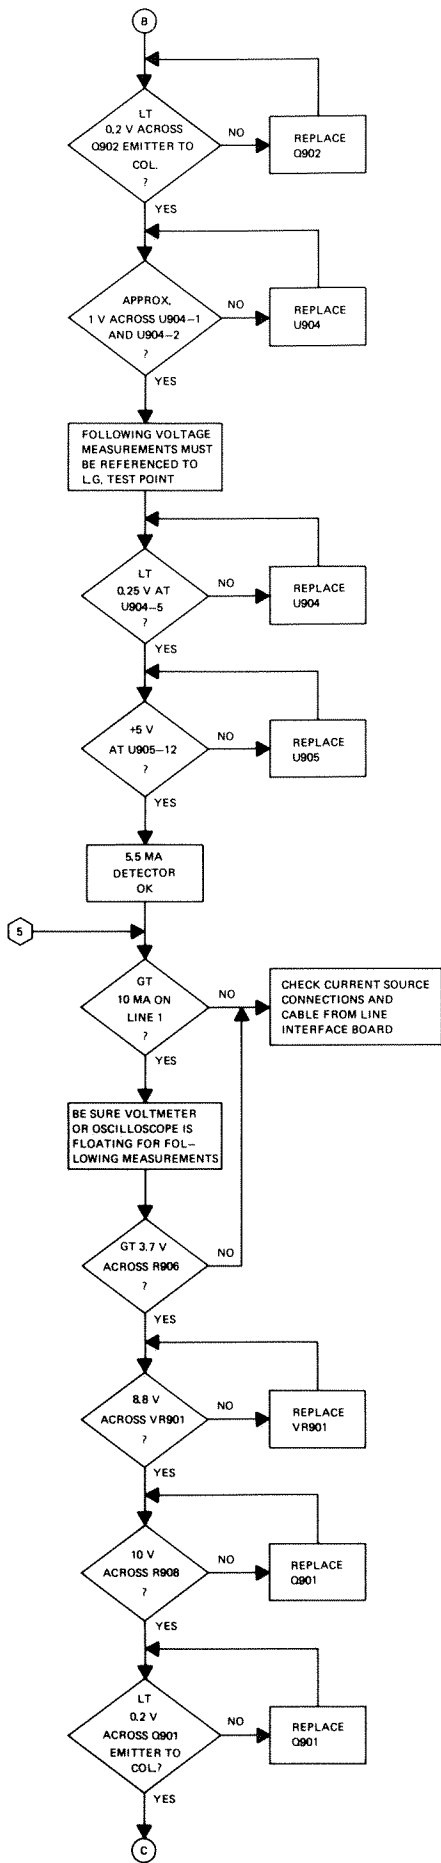 B
LT
0.2 V ACROSS
Q902 EMITTER TO
COL.
?
NO
REPLACE
Q902
YES
APPROX.
1 V ACROSS U904-1
AND U904-2
?
NO
REPLACE
U904
YES
FOLLOWING VOLTAGE
MEASUREMENTS MUST
BE REFERENCED TO
L.G. TEST POINT
LT
0.25 V AT
U904-5
?
NO
REPLACE
U904
YES
+5 V
AT U905-12
?
NO
REPLACE
U905
YES
5.5 MA
DETECTOR
OK
5
GT
10 MA ON
LINE 1
?
NO
CHECK CURRENT SOURCE
CONNECTIONS AND
CABLE FROM LINE
INTERFACE BOARD
YES
BE SURE VOLTMETER
OR OSCILLOSCOPE IS
FLOATING FOR FOL-
LOWING MEASUREMENTS
GT 3.7 V
ACROSS R906
?
NO
YES
8.8 V
ACROSS VR901
?
NO
REPLACE
VR901
YES
10 V
ACROSS R908
?
NO
REPLACE
Q901
YES
LT
0.2 V
ACROSS Q901
EMITTER TO
COL.?
NO
REPLACE
Q901
YES
C